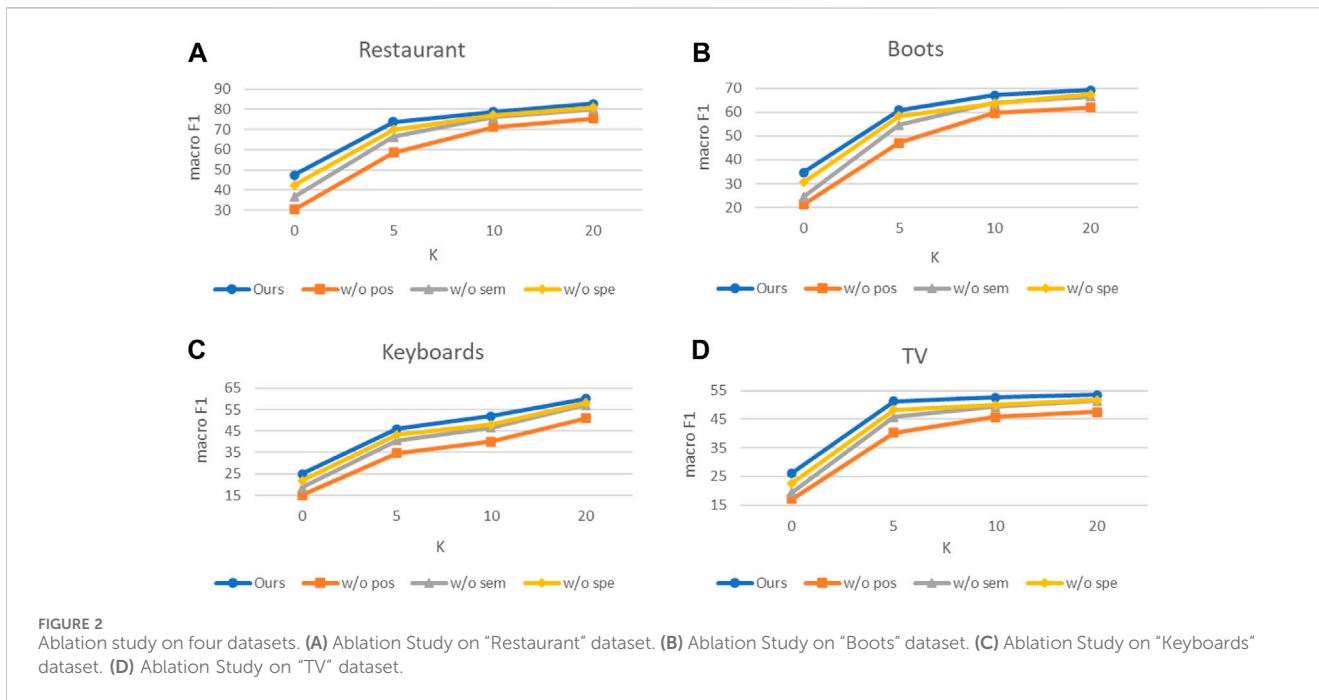 A
Restaurant
macro F1
90
80
70
60
50
40
30
0 5 10 20
K
Ours w/o pos w/o sem w/o spe
B
Boots
macro F1
70
60
50
40
30
20
0 5 10 20
K
Ours w/o pos w/o sem w/o spe
C
Keyboards
macro F1
65
55
45
35
25
15
0 5 10 20
K
Ours w/o pos w/o sem w/o spe
D
TV
macro F1
55
45
35
25
15
0 5 10 20
K
Ours w/o pos w/o sem w/o spe
FIGURE 2
Ablation study on four datasets. (A) Ablation Study on “Restaurant” dataset. (B) Ablation Study on “Boots” dataset. (C) Ablation Study on “Keyboards”
dataset. (D) Ablation Study on “TV” dataset.